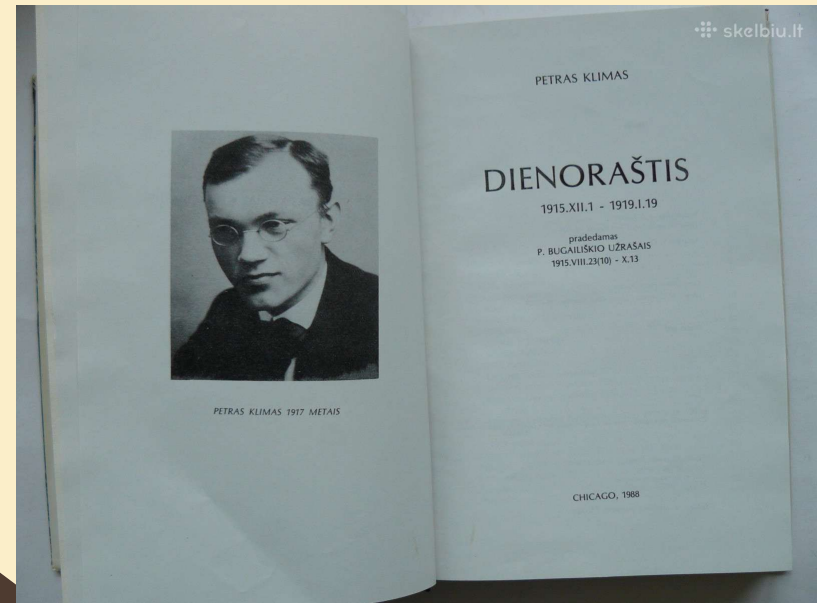 skelbiu.lt
PETRAS KLIMAS 1917 METAIS
PETRAS KLIMAS
DIENORAŠTIS
1915.XII.1 - 1919.I.19
pradedamas
P. BUGAILIŠKIO UŽRAŠAIS
1915.VIII.23(10) - X.13
CHICAGO, 1988